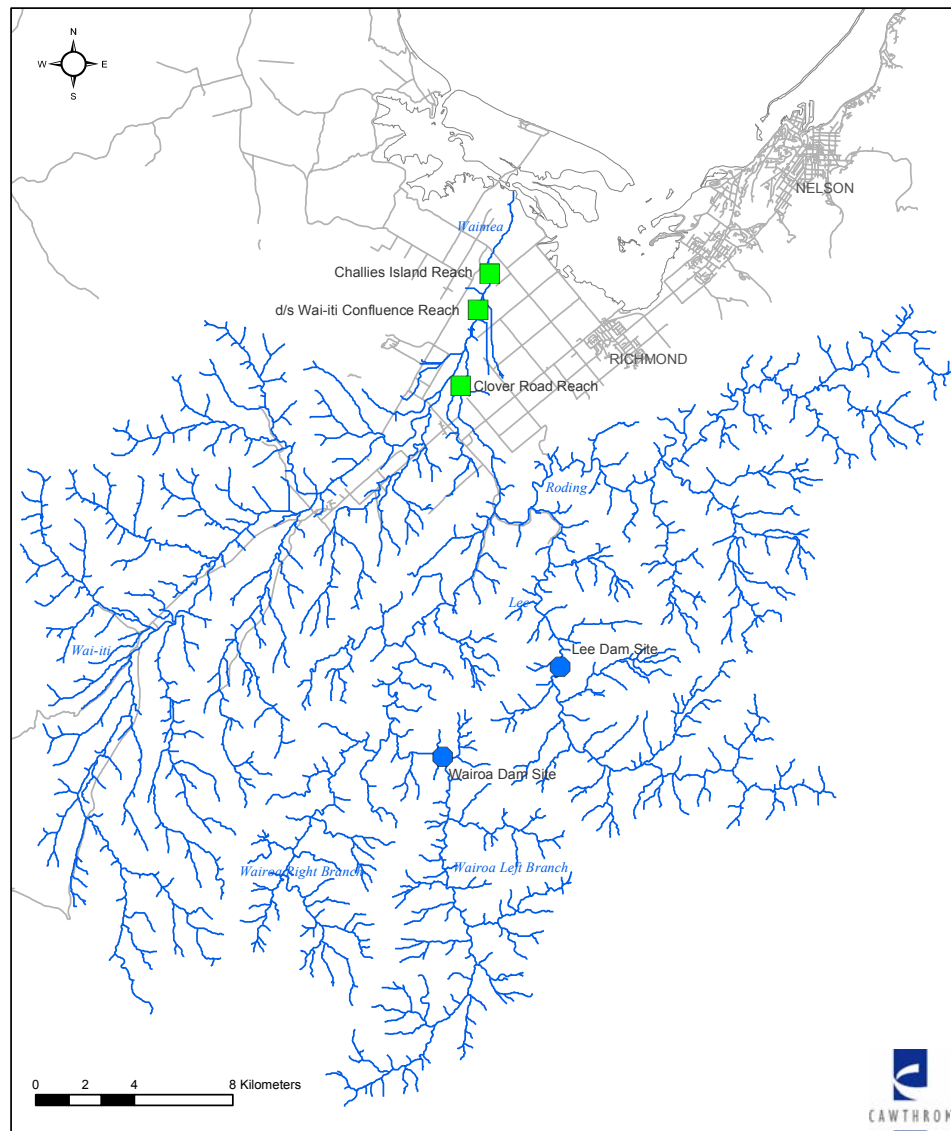 N
W E
S
NELSON
Waimea
Challies Island Reach
d/s Wai-iti Confluence Reach
RICHMOND
Clover Road Reach
Roding
Lee
Wai-iti
Lee Dam Site
Wairoa Dam Site
Wairoa Right Branch
Wairoa Left Branch
0 2 4 8 Kilometers
CAWTHRON